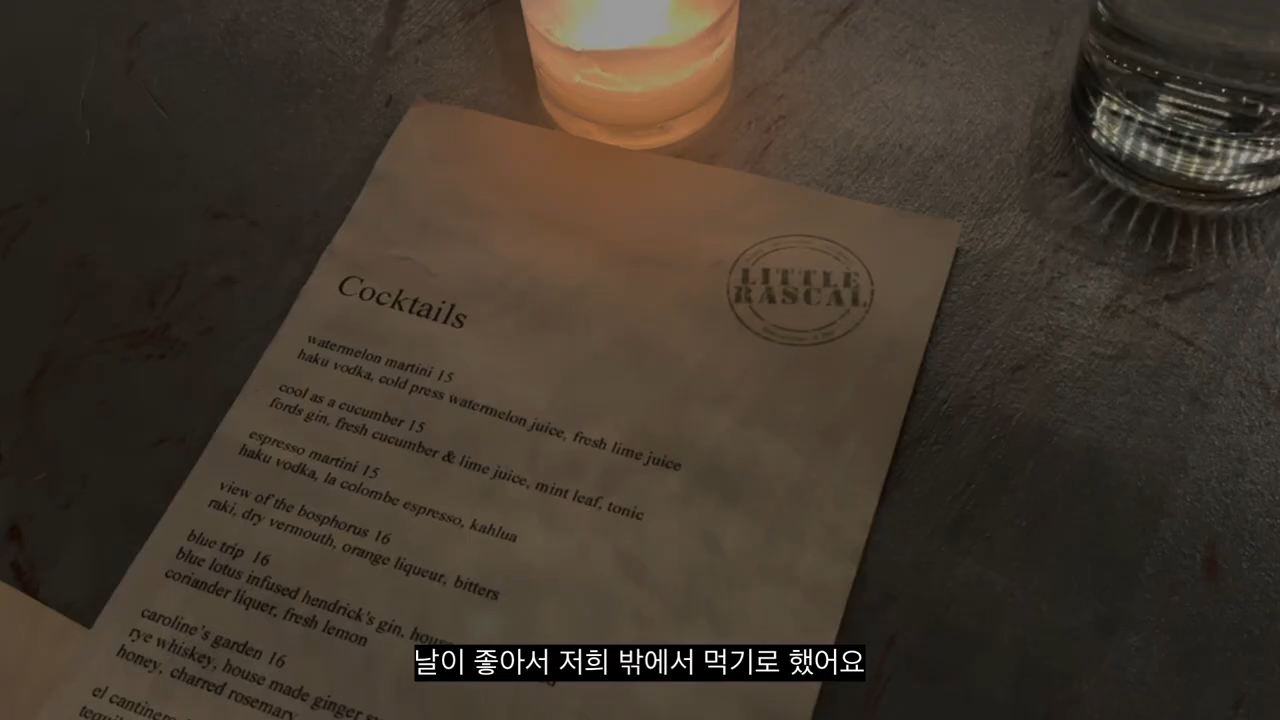 LITTLE
RASCAL
Cocktails
watermelon martini 15
haku vodka, cold press watermelon juice, fresh lime juice
cool as a cucumber 15
fords gin, fresh cucumber & lime juice, mint leaf, tonic
espresso martini 15
haku vodka, la colombe espresso, kahlua
view of the bosphorus 16
raki, dry vermouth, orange liqueur, bitters
blue trip 16
blue lotus infused hendrick's gin, house
coriander liquer, fresh lemon
caroline's garden 16
rye whiskey, house made ginger
honey, charred rosemary
el
날이 좋아서 저희 밖에서 먹기로 했어요